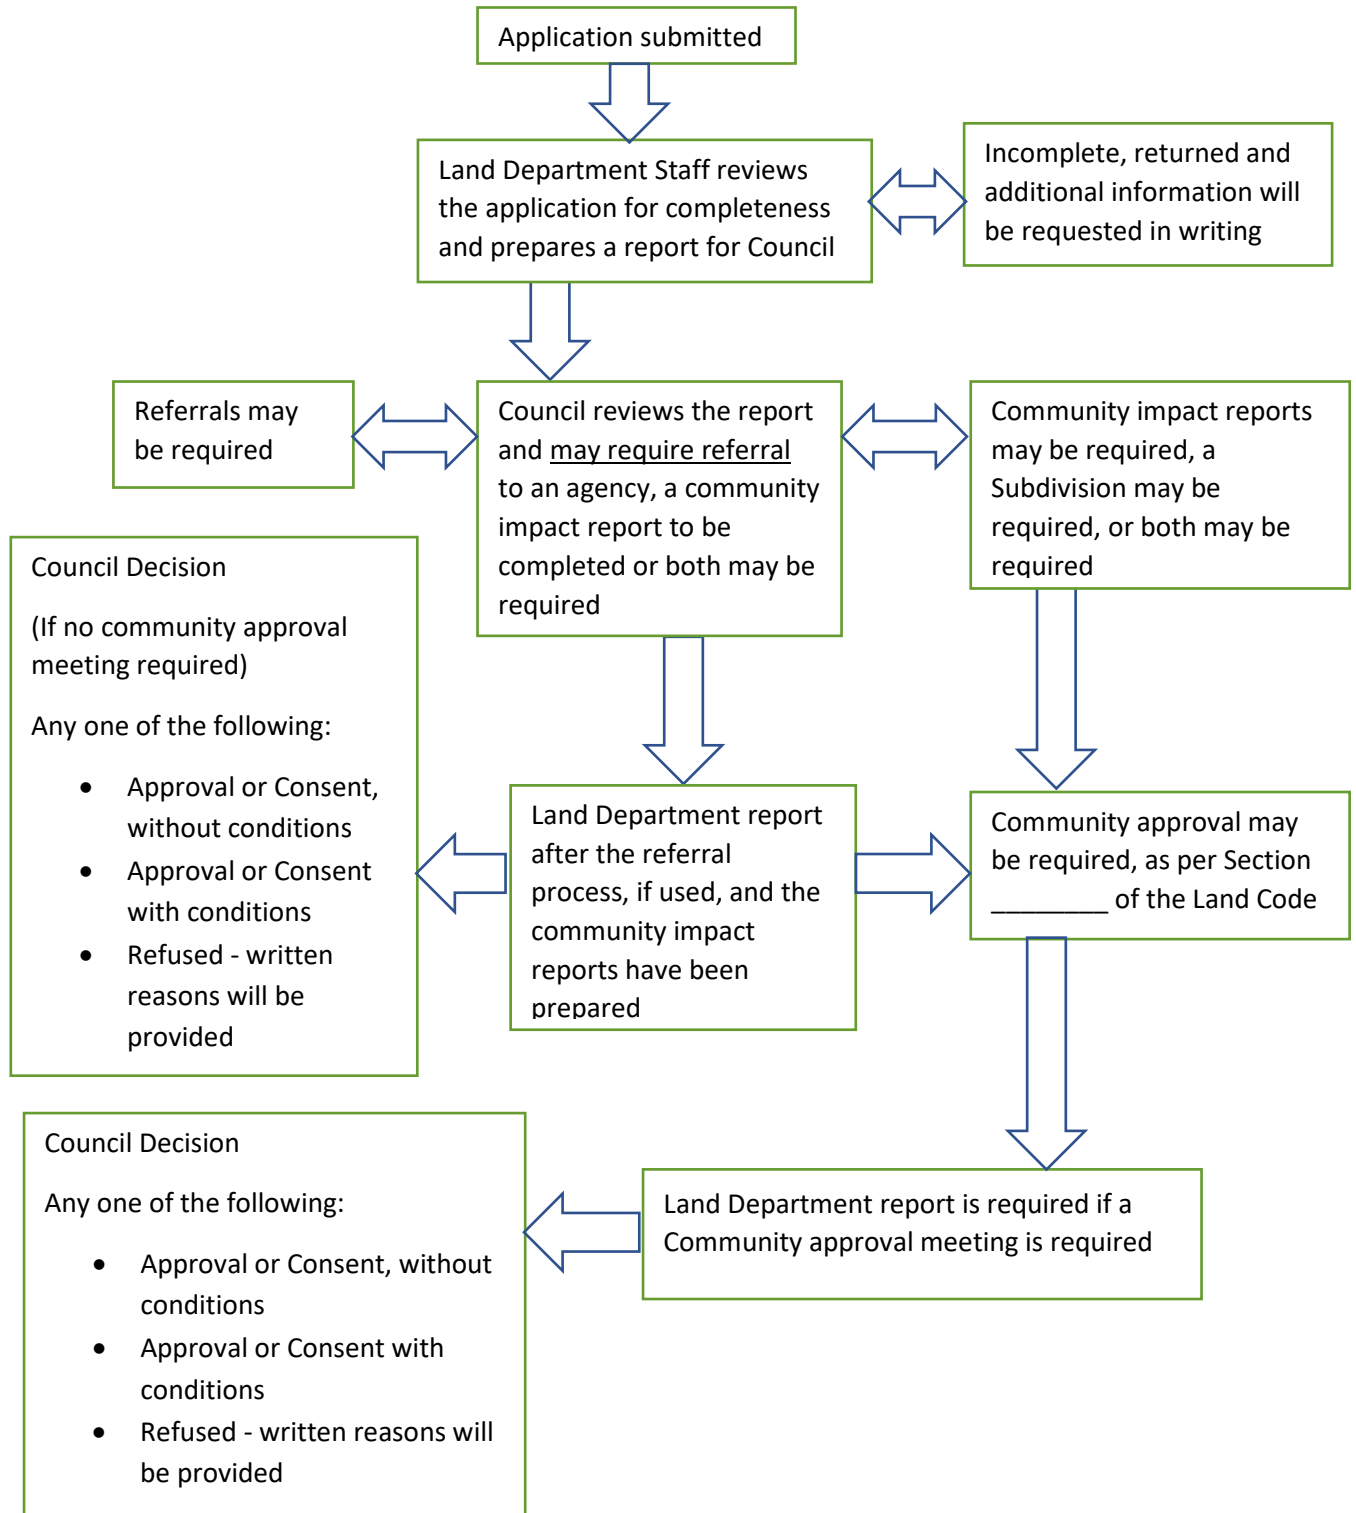 Application submitted
Land Department Staff reviews
the application for completeness
and prepares a report for Council
Incomplete, returned and
additional information will
be requested in writing
Referrals may
be required
Council reviews the report
and may require referral
to an agency, a community
impact report to be
completed or both may be
required
Community impact reports
may be required, a
Subdivision may be
required, or both may be
required
Council Decision
(If no community approval
meeting required)
Any one of the following:
• Approval or Consent,
without conditions
• Approval or Consent
with conditions
• Refused - written
reasons will be
provided
Land Department report
after the referral
process, if used, and the
community impact
reports have been
prepared
Community approval may
be required, as per Section
________ of the Land Code
Council Decision
Any one of the following:
• Approval or Consent, without
conditions
• Approval or Consent with
conditions
• Refused - written reasons will
be provided
Land Department report is required if a
Community approval meeting is required